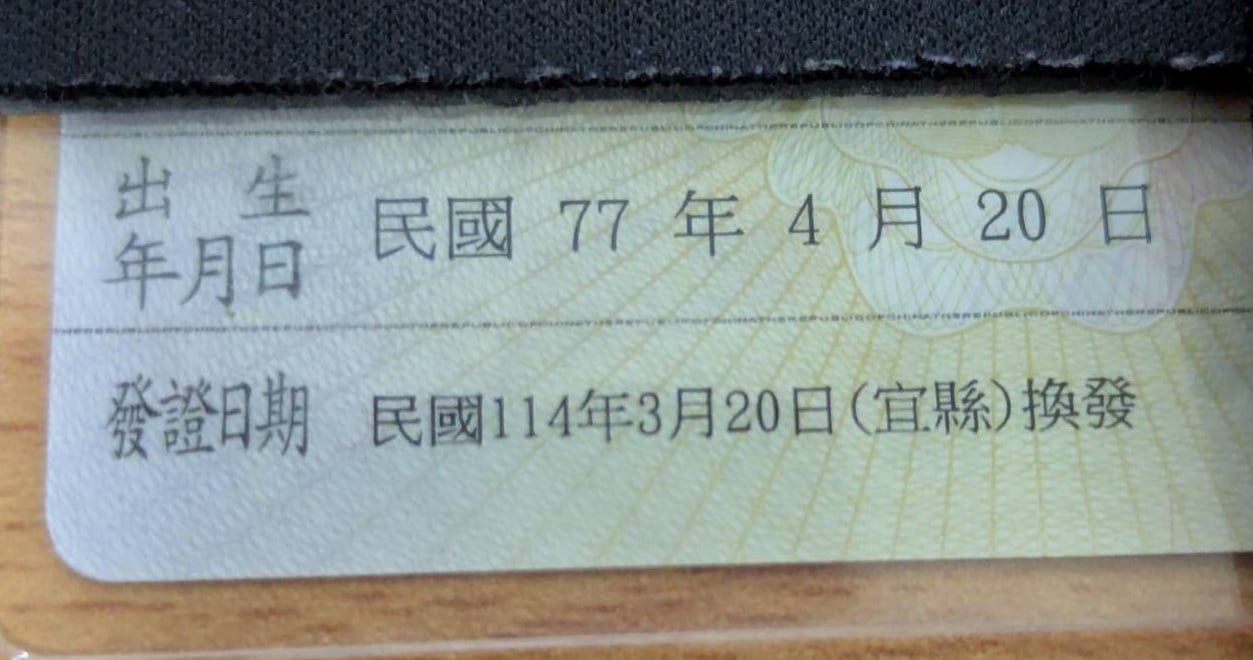 出生
年月日
民國 77 年 4 月 20 日
發證日期 民國114年3月20日(宜縣)換發